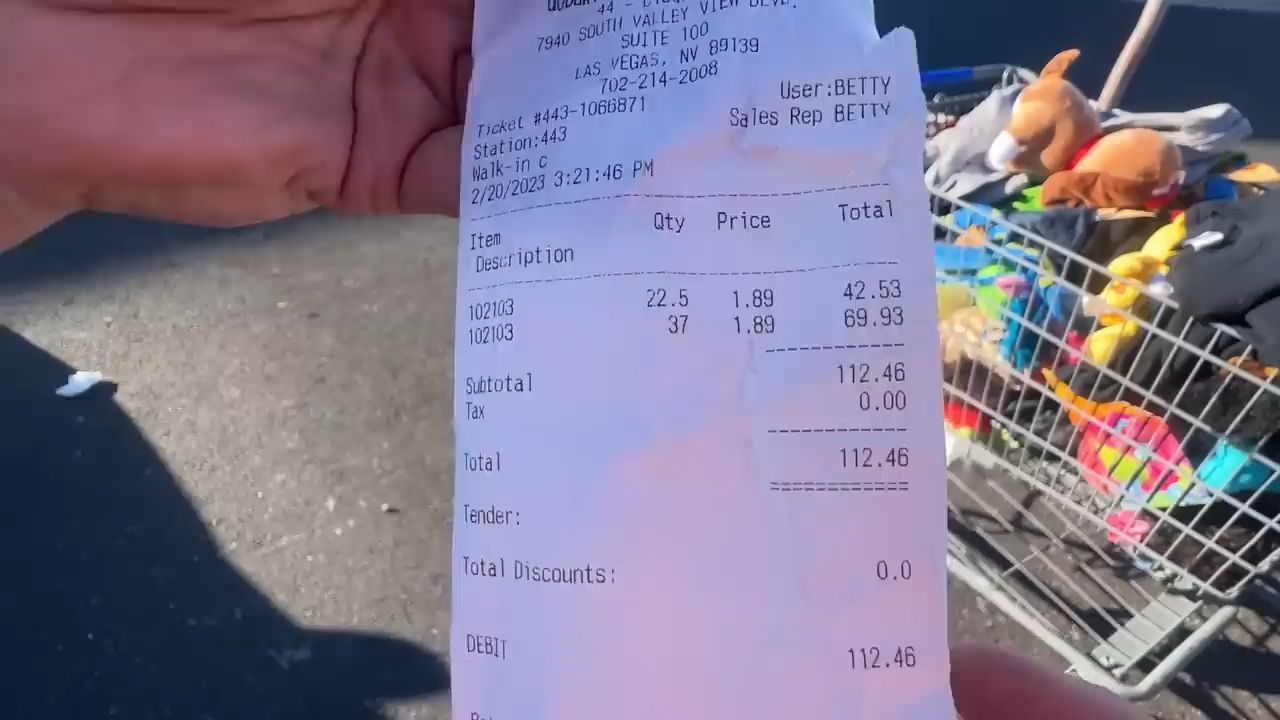 44 -
7940 SOUTH VALLEY VIEW BLVD.
SUITE 100
LAS VEGAS, NV 89139
702-214-2008
Ticket #443-1066871 User:BETTY
Station:443 Sales Rep BETTY
Walk-in c
2/20/2023 3:21:46 PM
Item Qty Price Total
Description
102103 22.5 1.89 42.53
102103 37 1.89 69.93
Subtotal 112.46
Tax 0.00
Total 112.46
Tender:
Total Discounts: 0.0
DEBIT 112.46